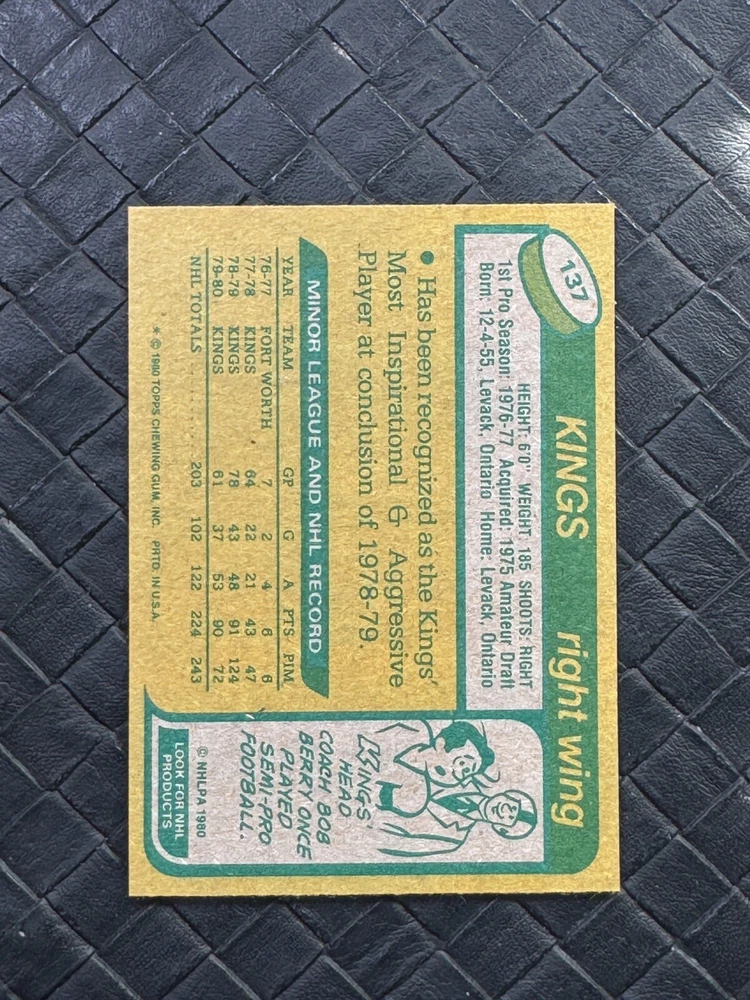 137
KINGS right wing
HEIGHT: 6'0" WEIGHT: 185 SHOOTS: RIGHT
1st Pro Season: 1976-77 Acquired: 1975 Amateur Draft
Born: 12-4-55, Levack, Ontario Home: Levack, Ontario
• Has been recognized as the Kings'
Most Inspirational & Aggressive
Player at conclusion of 1978-79.
MINOR LEAGUE AND NHL RECORD
YEAR TEAM GP G A PTS PIM
76-77 FORT WORTH 7 2 4 6 6
77-78 KINGS 64 22 21 43 47
78-79 KINGS 78 43 48 91 124
79-80 KINGS 61 37 53 90 72
NHL TOTALS .......... 203 102 122 224 243
* © 1980 TOPPS CHEWING GUM, INC. PRTD. IN U.S.A.
KINGS'
HEAD
COACH BOB
BERRY ONCE
PLAYED
SEMI-PRO
FOOTBALL.
© NHLPA 1980
LOOK FOR NHL
PRODUCTS